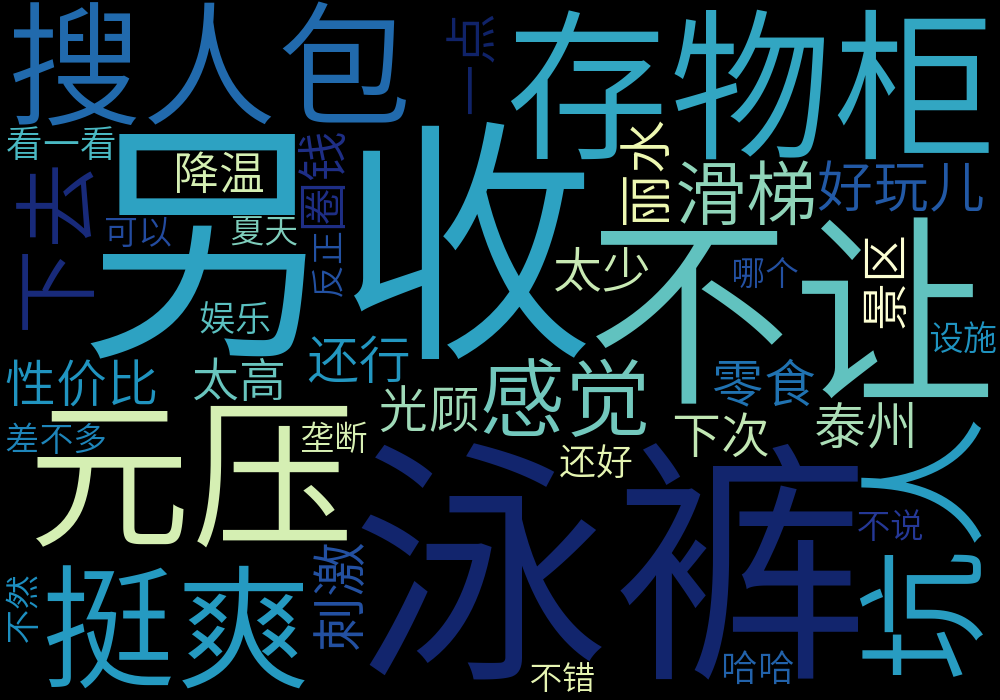 搜人包
一点
存物柜
看一看
另收
降温
圈钱
丽水
滑梯
好玩儿
下去
可以
夏天
反正
不让
太少
哪个
景区
娱乐
设施
性价比
太高
还行
光顾
感觉
零食
下次
泰州
差不多
元压
垄断
还好
泳裤
坑人
不说
不然
挺爽
刺激
不错
哈哈